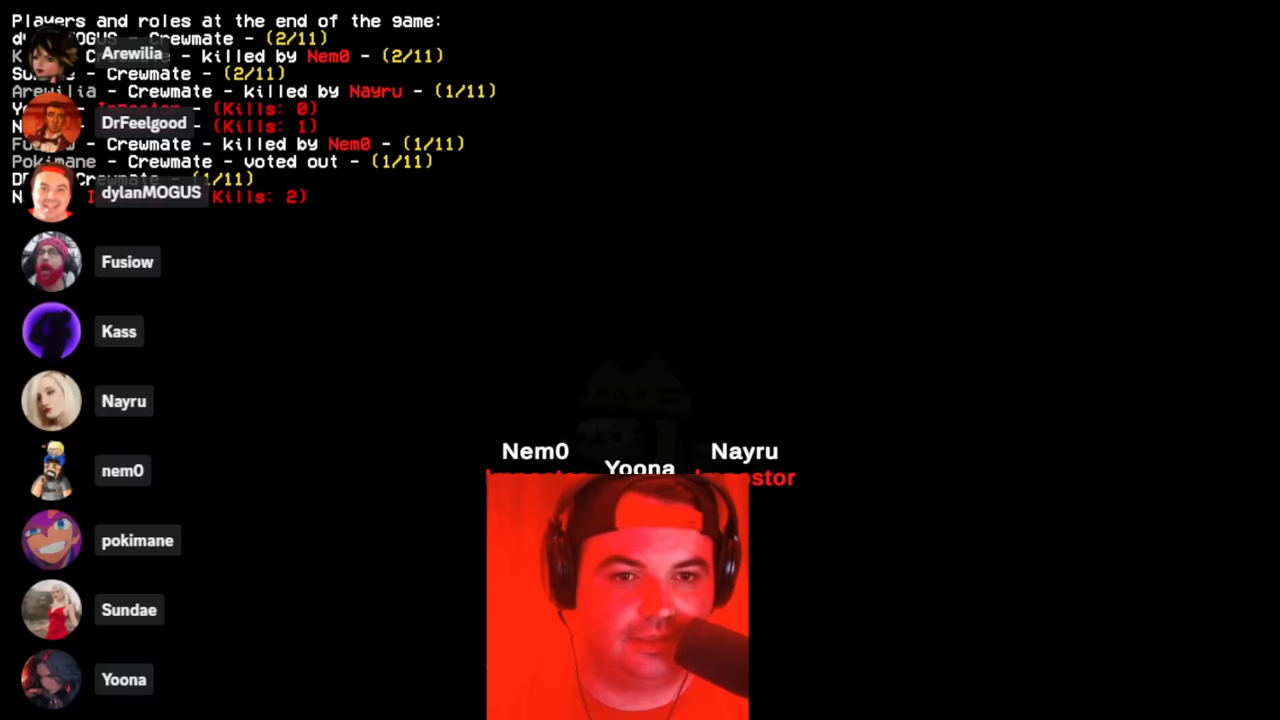 Players and roles at the end of the game:
OGUS - Crewmate - (2/11)
K - killed by Nem0 - (2/11)
- Crewmate - (2/11)
Arewilia - Crewmate - killed by Nayru - (1/11)
Impostor - (Kills: 0)
- (Kills: 1)
- Crewmate - killed by Nem0 - (1/11)
Pokimane - Crewmate - voted out - (1/11)
Crewmate - (1/11)
Kills: 2)
Arewilia
DrFeelgood
dylanMOGUS
Fusiow
Kass
Nayru
nem0
pokimane
Sundae
Yoona
Nem0
Nayru
Yoona